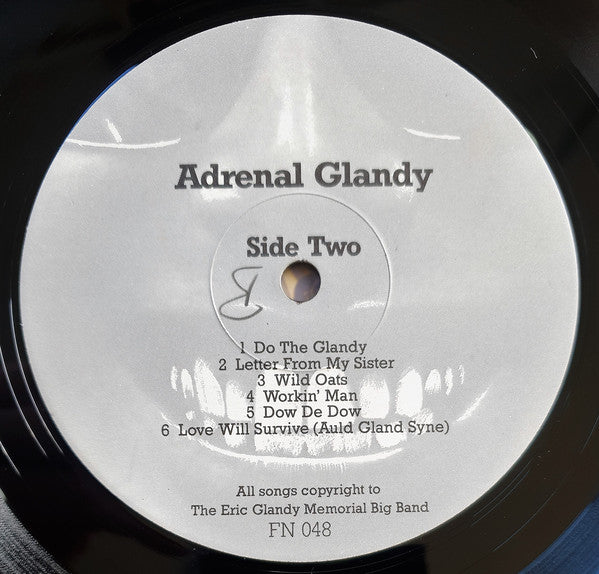 Adrenal Glandy
Side Two
B
1 Do The Glandy
2 Letter From My Sister
3 Wild Oats
4 Workin' Man
5 Dow De Dow
6 Love Will Survive (Auld Gland Syne)
All songs copyright to
The Eric Glandy Memorial Big Band
FN 048